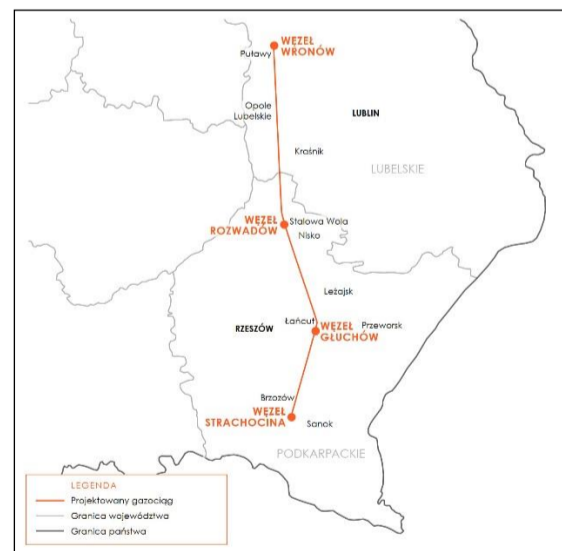 WĘZEŁ
WRONÓW
Puławy
Opole
Lubelskie
LUBLIN
Kraśnik
LUBELSKIE
WĘZEŁ
ROZWADÓW
Stalowa Wola
Nisko
Leżajsk
Łańcut
RZESZÓW
WĘZEŁ
GŁUCHÓW
Przeworsk
Brzozów
WĘZEŁ
STRACHOCINA
Sanok
PODKARPACKIE
LEGENDA
Projektowany gazociąg
Granica województwa
Granica państwa